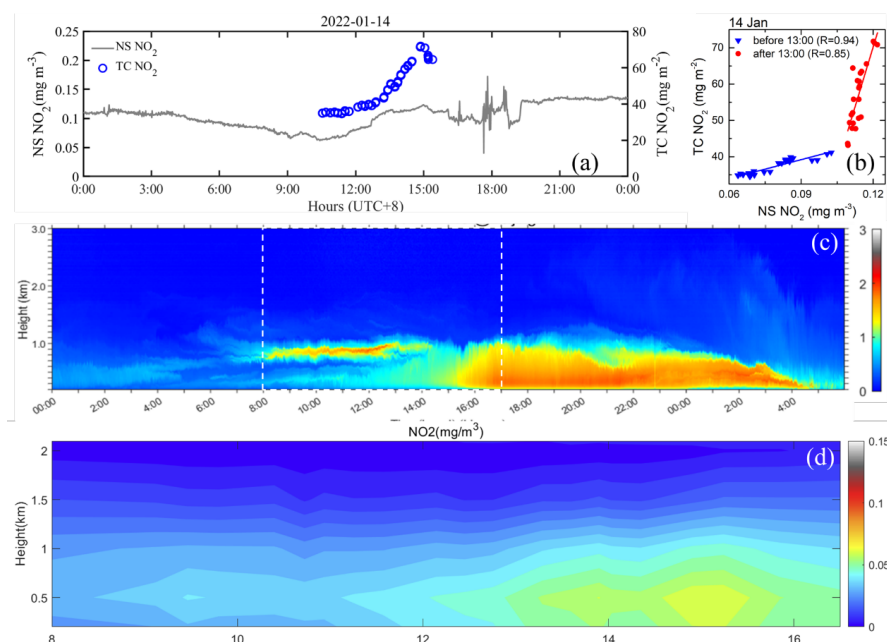 2022-01-14
NS NO2(mg m-3)
0.25
0.2
0.15
0.1
0.05
0
NS NO2
TC NO2
80
60
40
20
0
TC NO2(mg m-2)
(a)
0:00 3:00 6:00 9:00 12:00 15:00 18:00 21:00 0:00
Hours (UTC+8)
14 Jan
before 13:00 (R=0.94)
after 13:00 (R=0.85)
TC NO2 (mg m-2)
70
60
50
40
(b)
0.06 0.09 0.12
NS NO2 (mg m-3)
Height (km)
3.0
2.0
1.0
(c)
3
2
1
0
00:00 2:00 4:00 6:00 8:00 10:00 12:00 14:00 16:00 18:00 20:00 22:00 00:00 2:00 4:00
NO2(mg/m3)
Height(km)
2
1.5
1
0.5
(d)
0.15
0.1
0.05
0
8 10 12 14 16